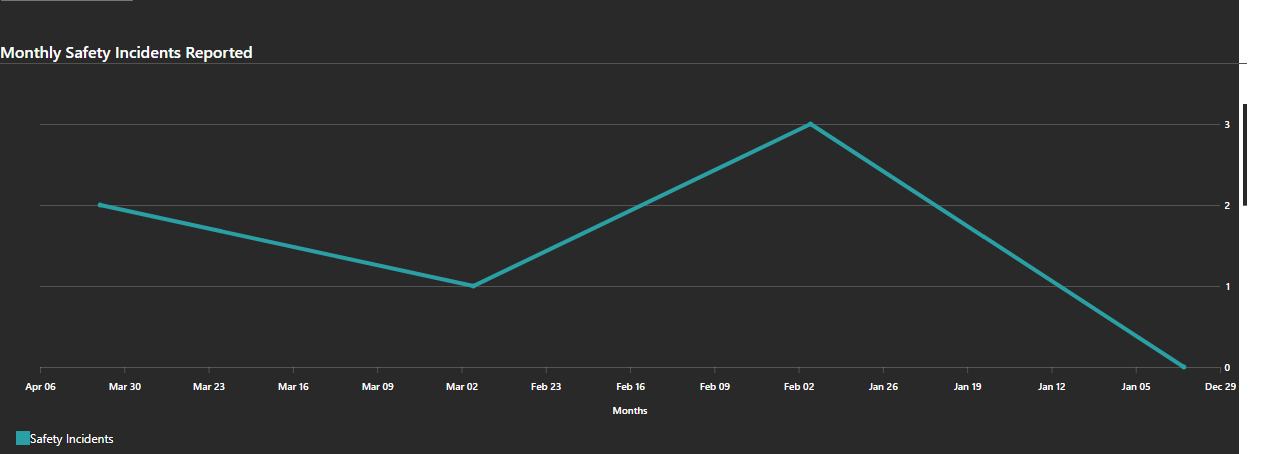 Monthly Safety Incidents Reported
3
2
1
0
Apr 06 Mar 30 Mar 23 Mar 16 Mar 09 Mar 02 Feb 23 Feb 16 Feb 09 Feb 02 Jan 26 Jan 19 Jan 12 Jan 05 Dec 29
Months
Safety Incidents